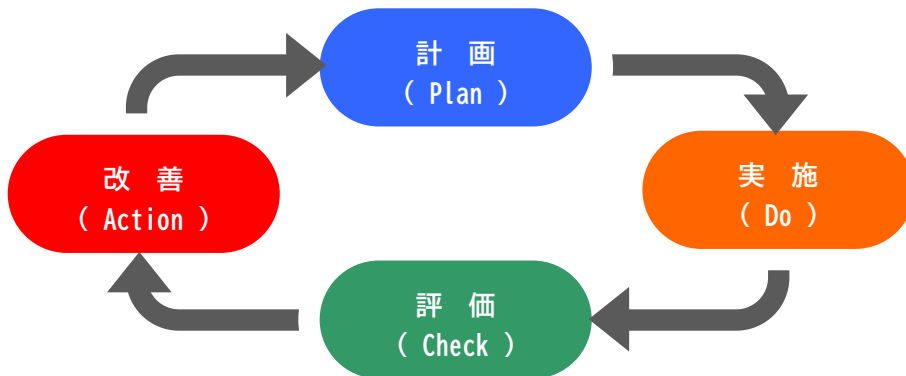 計 画
( Plan )
実 施
( Do )
評 価
( Check )
改 善
( Action )